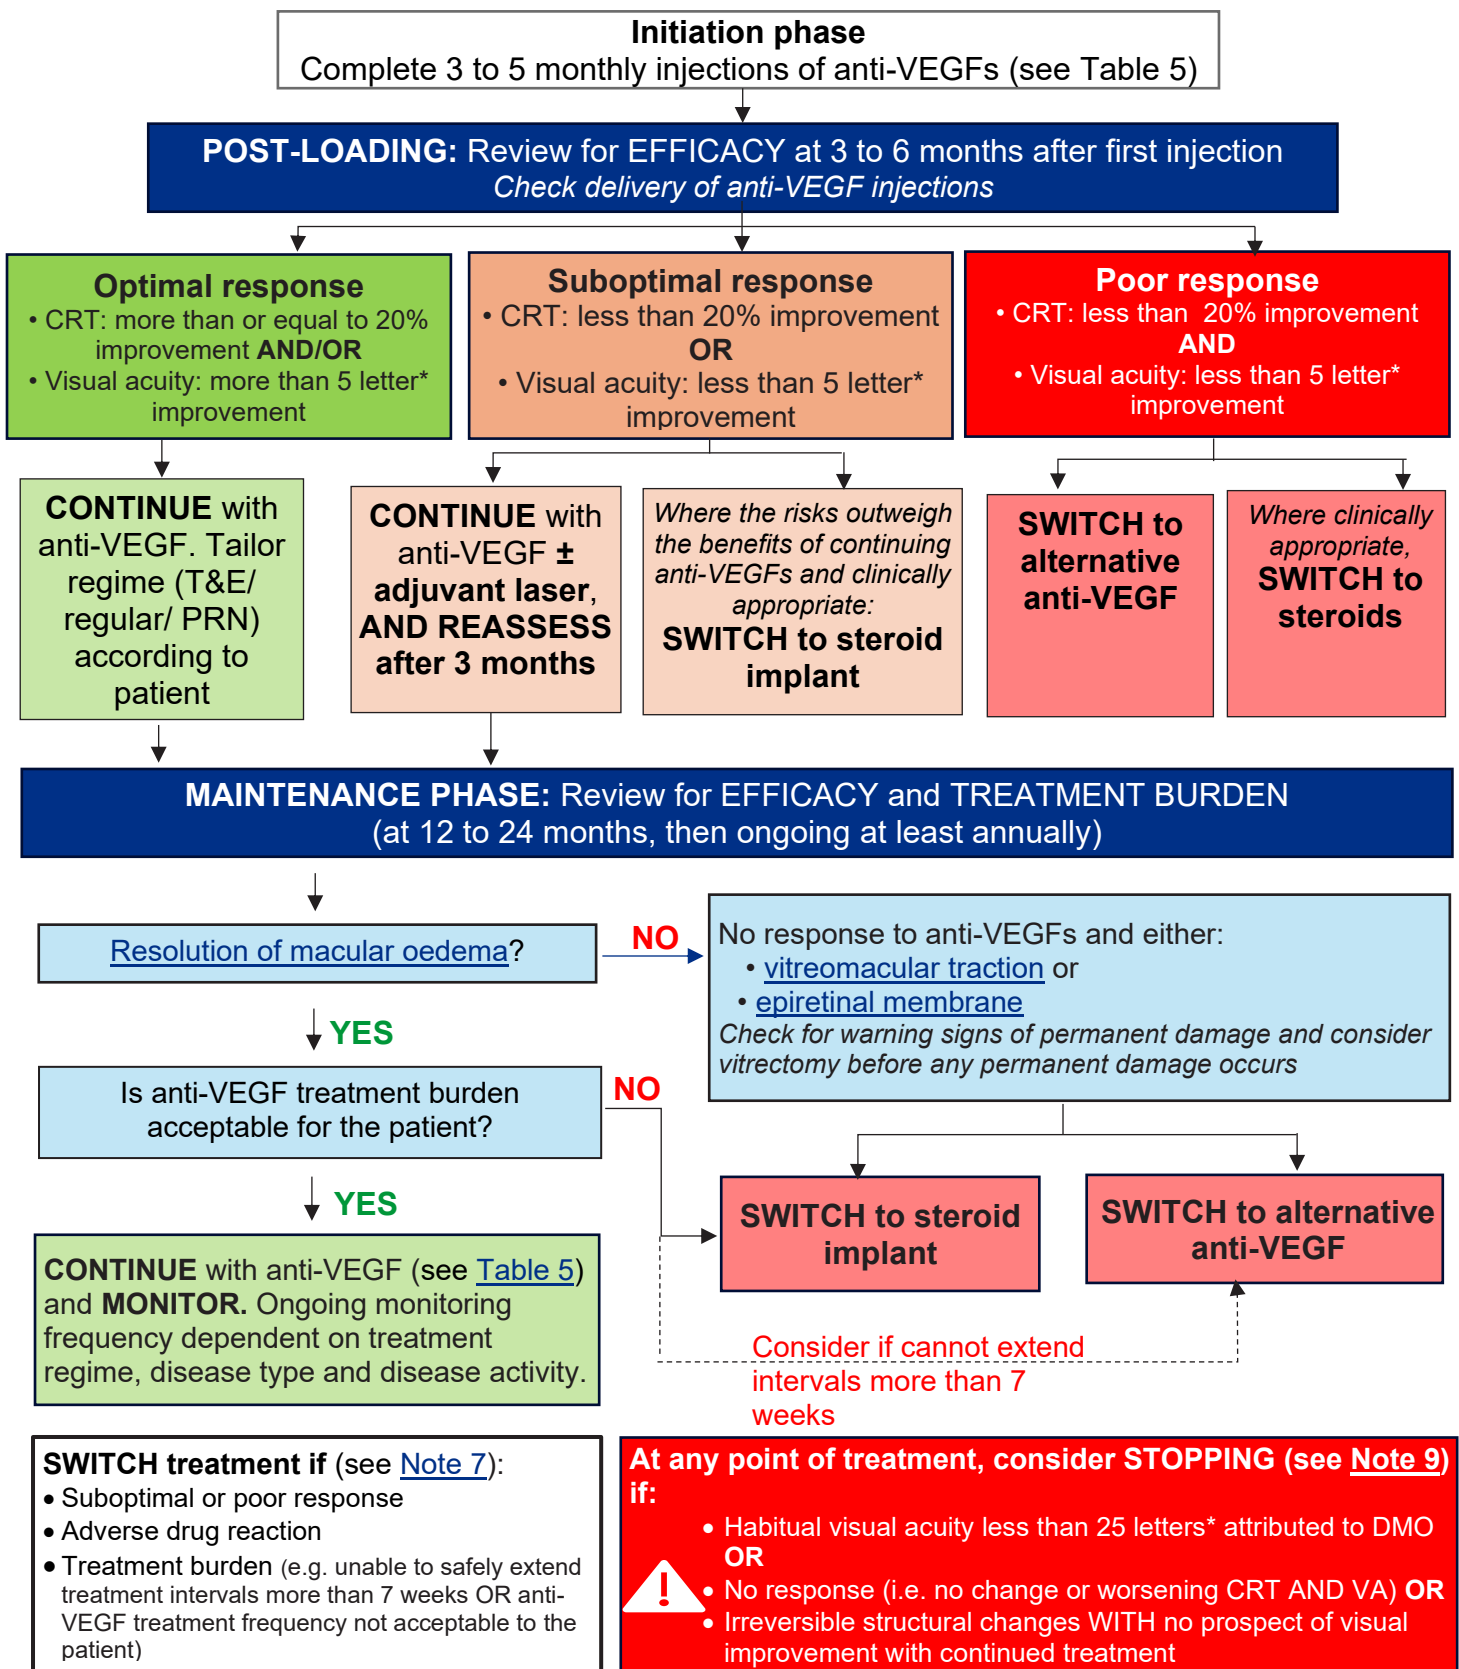 Initiation phase
Complete 3 to 5 monthly injections of anti-VEGFs (see Table 5)
POST-LOADING: Review for EFFICACY at 3 to 6 months after first injection
Check delivery of anti-VEGF injections
Optimal response
• CRT: more than or equal to 20%
improvement AND/OR
• Visual acuity: more than 5 letter*
improvement
Suboptimal response
• CRT: less than 20% improvement
OR
• Visual acuity: less than 5 letter*
improvement
Poor response
• CRT: less than 20% improvement
AND
• Visual acuity: less than 5 letter*
improvement
CONTINUE with
anti-VEGF. Tailor
regime (T&E/
regular/ PRN)
according to
patient
CONTINUE with
anti-VEGF ±
adjuvant laser,
AND REASSESS
after 3 months
Where the risks outweigh
the benefits of continuing
anti-VEGFs and clinically
appropriate:
SWITCH to steroid
implant
SWITCH to
alternative
anti-VEGF
Where clinically
appropriate,
SWITCH to
steroids
MAINTENANCE PHASE: Review for EFFICACY and TREATMENT BURDEN
(at 12 to 24 months, then ongoing at least annually)
Resolution of macular oedema?
NO
No response to anti-VEGFs and either:
• vitreomacular traction or
• epiretinal membrane
Check for warning signs of permanent damage and consider
vitrectomy before any permanent damage occurs
YES
Is anti-VEGF treatment burden
acceptable for the patient?
NO
YES
SWITCH to steroid
implant
SWITCH to alternative
anti-VEGF
CONTINUE with anti-VEGF (see Table 5)
and MONITOR. Ongoing monitoring
frequency dependent on treatment
regime, disease type and disease activity.
Consider if cannot extend
intervals more than 7
weeks
SWITCH treatment if (see Note 7):
• Suboptimal or poor response
• Adverse drug reaction
• Treatment burden (e.g. unable to safely extend
treatment intervals more than 7 weeks OR anti-
VEGF treatment frequency not acceptable to the
patient)
At any point of treatment, consider STOPPING (see Note 9)
if:
• Habitual visual acuity less than 25 letters* attributed to DMO
OR
• No response (i.e. no change or worsening CRT AND VA) OR
• Irreversible structural changes WITH no prospect of visual
improvement with continued treatment
!